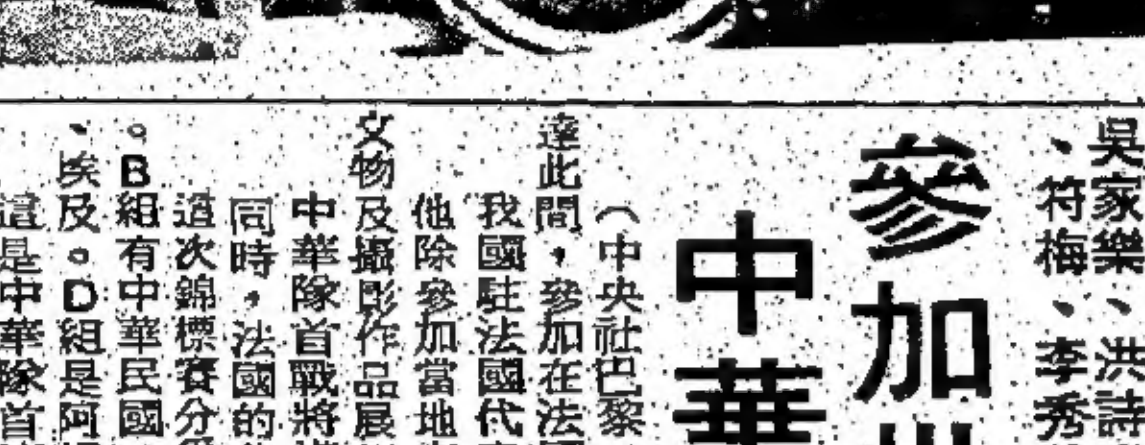 吳家樂、洪詩
、符梅、李秀
參加
中華
（中央社巴黎
達此間，參加在法國
我國駐法國代
他除參加當地
文物及攝影作品展
中華隊首戰將
同時，法國的
這次錦標賽分
。B組有中華民國
、埃及。D組是阿
這是中華隊首